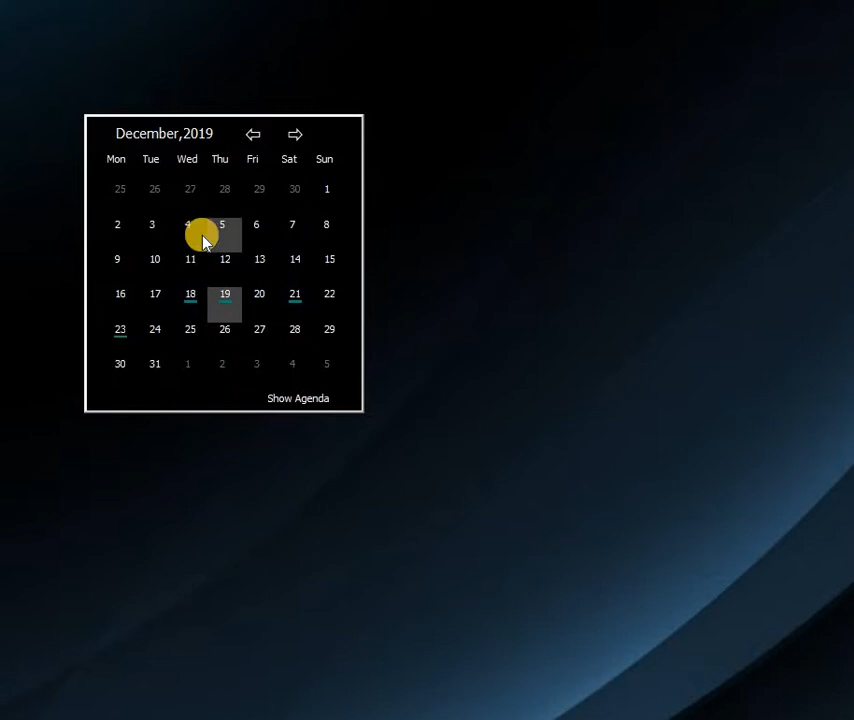 December,2019
Mon Tue Wed Thu Fri Sat Sun
25 26 27 28 29 30 1
2 3 4 5 6 7 8
9 10 11 12 13 14 15
16 17 18 19 20 21 22
23 24 25 26 27 28 29
30 31 1 2 3 4 5
Show Agenda